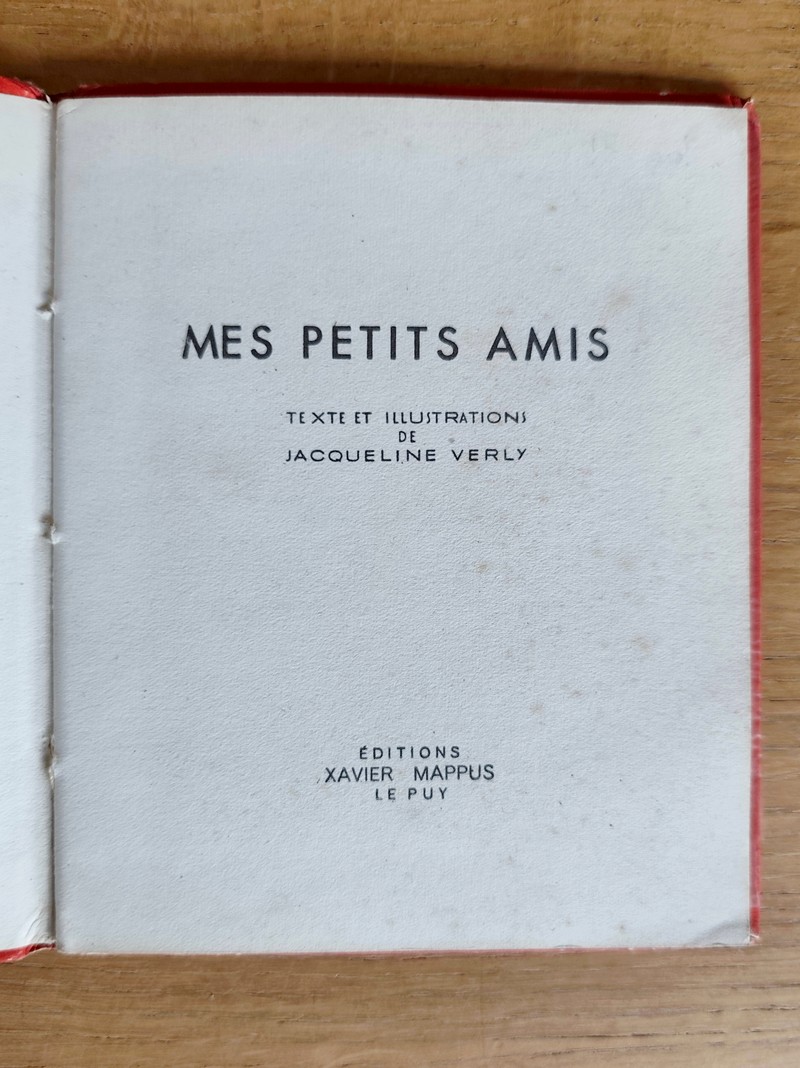 MES PETITS AMIS
TEXTE ET ILLUSTRATIONS
DE
JACQUELINE VERLY
ÉDITIONS
XAVIER MAPPUS
LE PUY